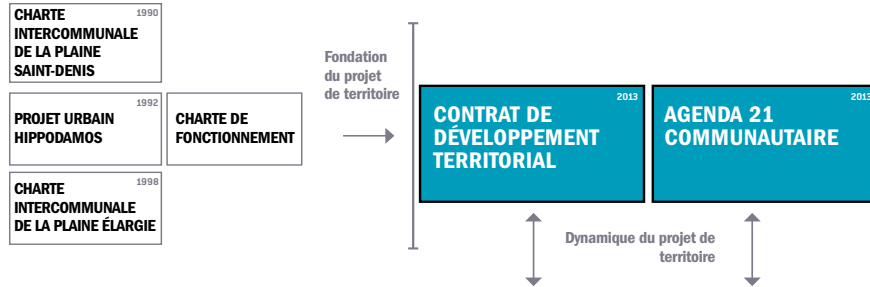 1990
CHARTE
INTERCOMMUNALE
DE LA PLAINE
SAINT-DENIS
1992
PROJET URBAIN
HIPPODAMOS
CHARTE DE
FONCTIONNEMENT
1998
CHARTE
INTERCOMMUNALE
DE LA PLAINE ÉLARGIE
Fondation
du projet
de territoire
2013
CONTRAT DE
DÉVELOPPEMENT
TERRITORIAL
2013
AGENDA 21
COMMUNAUTAIRE
Dynamique du projet de
territoire